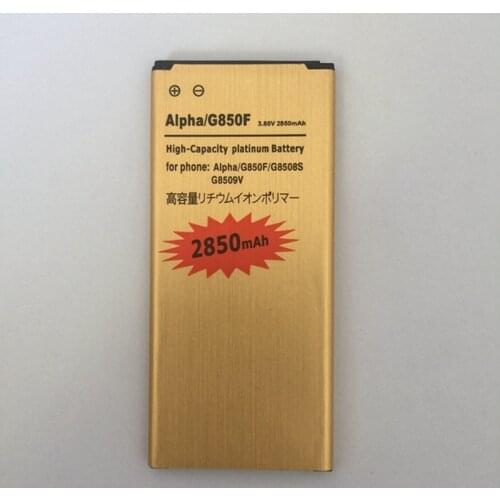 ⊕ ⊖
Alpha/G850F 3.85V 2850mAh
High-Capacity platinum Battery
for phone: Alpha/G850F/G8508S
G8509V
高容量リチウムイオンポリマー
2850mAh